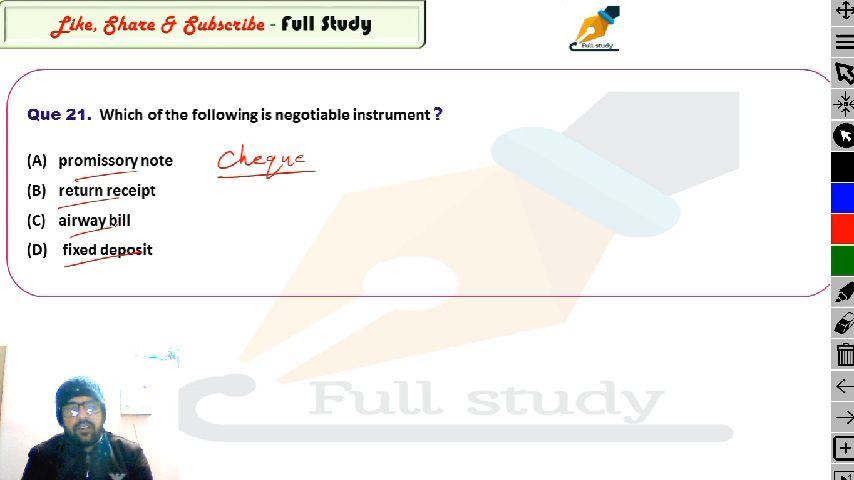 Like, Share & Subscribe - Full Study
Full study
Que 21. Which of the following is negotiable instrument ?
(A) promissory note
Cheque
(B) return receipt
(C) airway bill
(D) fixed deposit
Full study